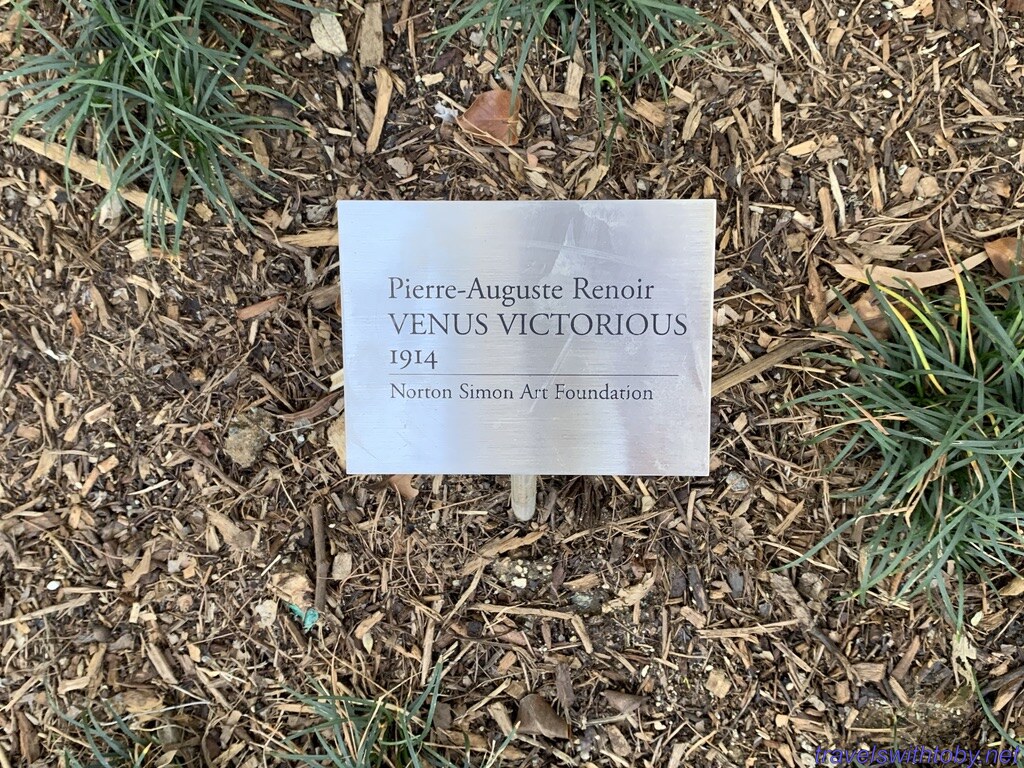 Pierre-Auguste Renoir
VENUS VICTORIOUS
1914
Norton Simon Art Foundation
travelswithtoby.net